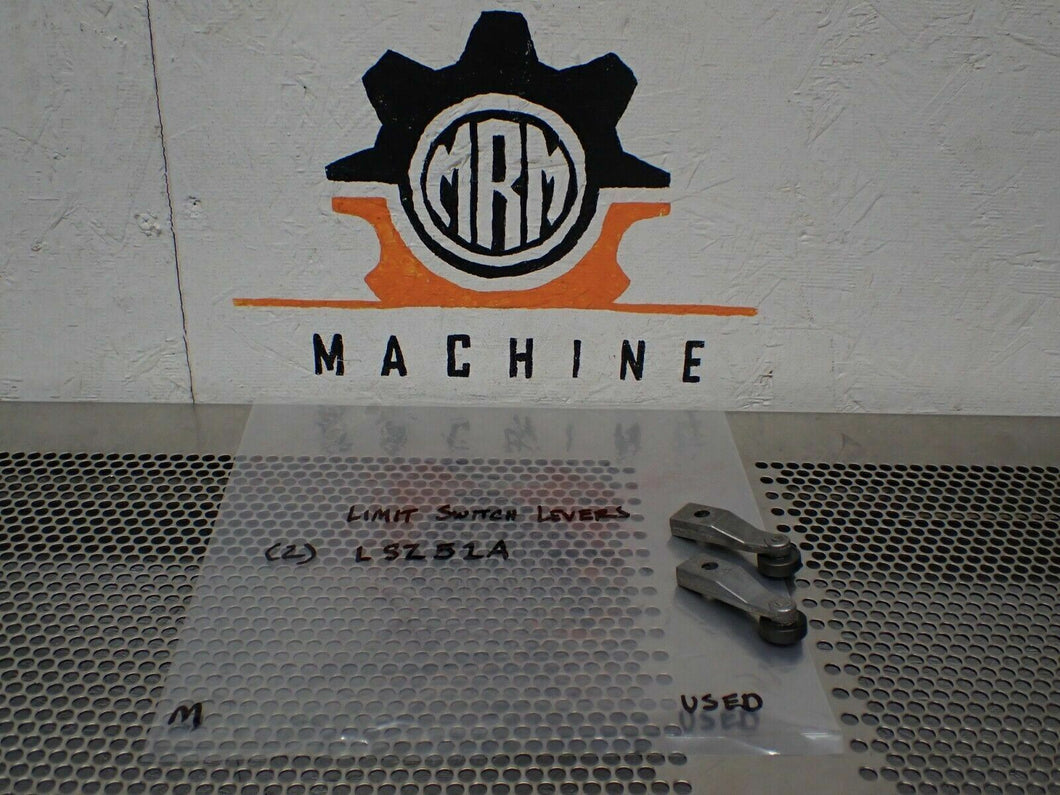 MRM
MACHINE
LIMIT SWITCH LEVERS
(2) LSZ52A
M
USED